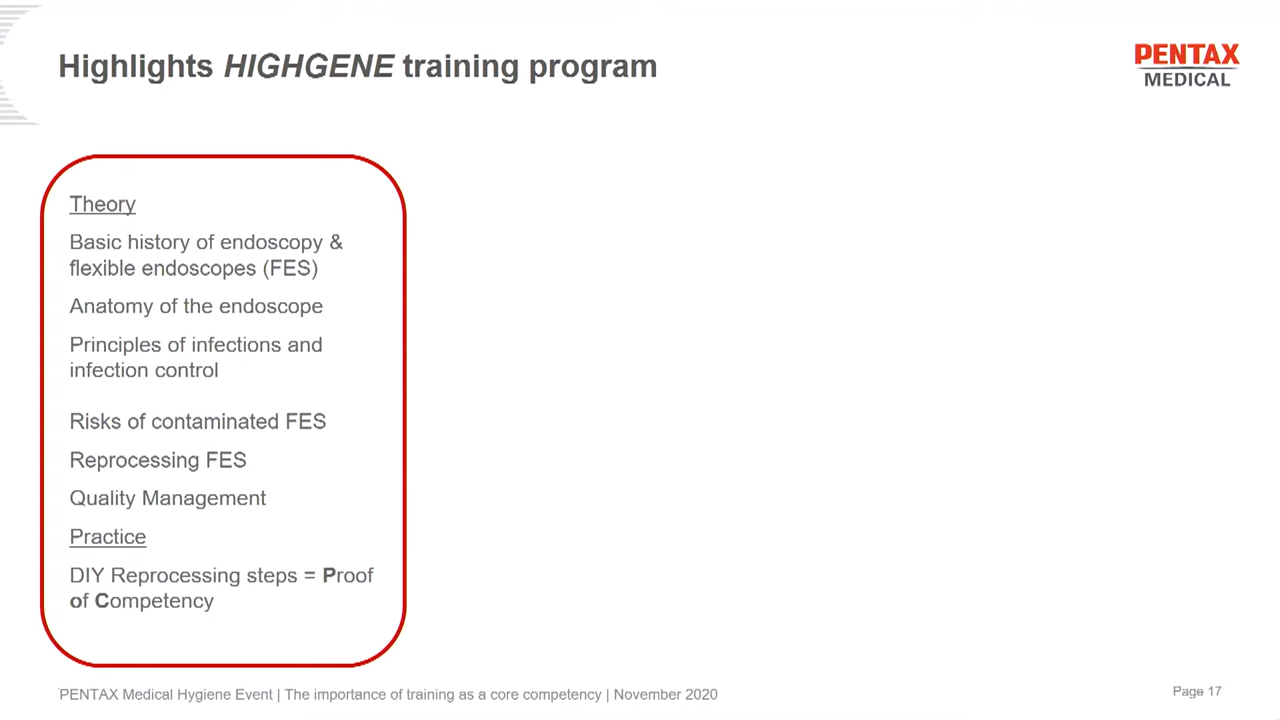 Highlights HIGHGENE training program
PENTAX
MEDICAL
Theory
Basic history of endoscopy &
flexible endoscopes (FES)
Anatomy of the endoscope
Principles of infections and
infection control
Risks of contaminated FES
Reprocessing FES
Quality Management
Practice
DIY Reprocessing steps = Proof
of Competency
PENTAX Medical Hygiene Event | The importance of training as a core competency | November 2020
Page 17